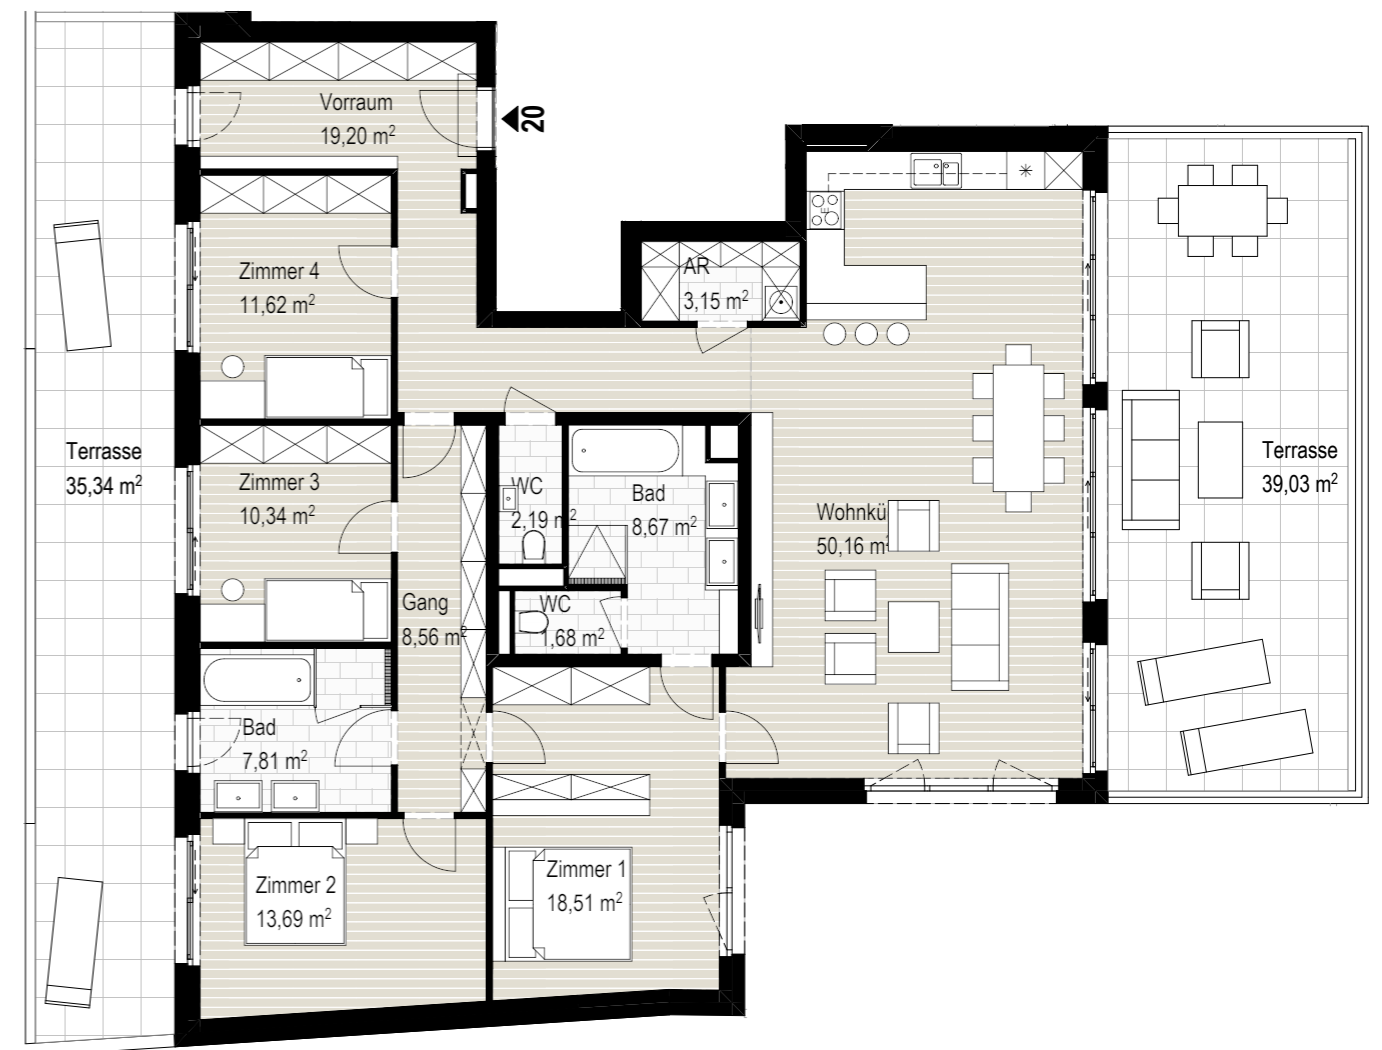 Vorraum
19,20 m²
20
Zimmer 4
11,62 m²
AR
3,15 m²
Terrasse
35,34 m²
Zimmer 3
10,34 m²
WC
2,19 m²
Bad
8,67 m²
Wohnkü
50,16 m²
Terrasse
39,03 m²
Gang
8,56 m²
WC
1,68 m²
Bad
7,81 m²
Zimmer 2
13,69 m²
Zimmer 1
18,51 m²